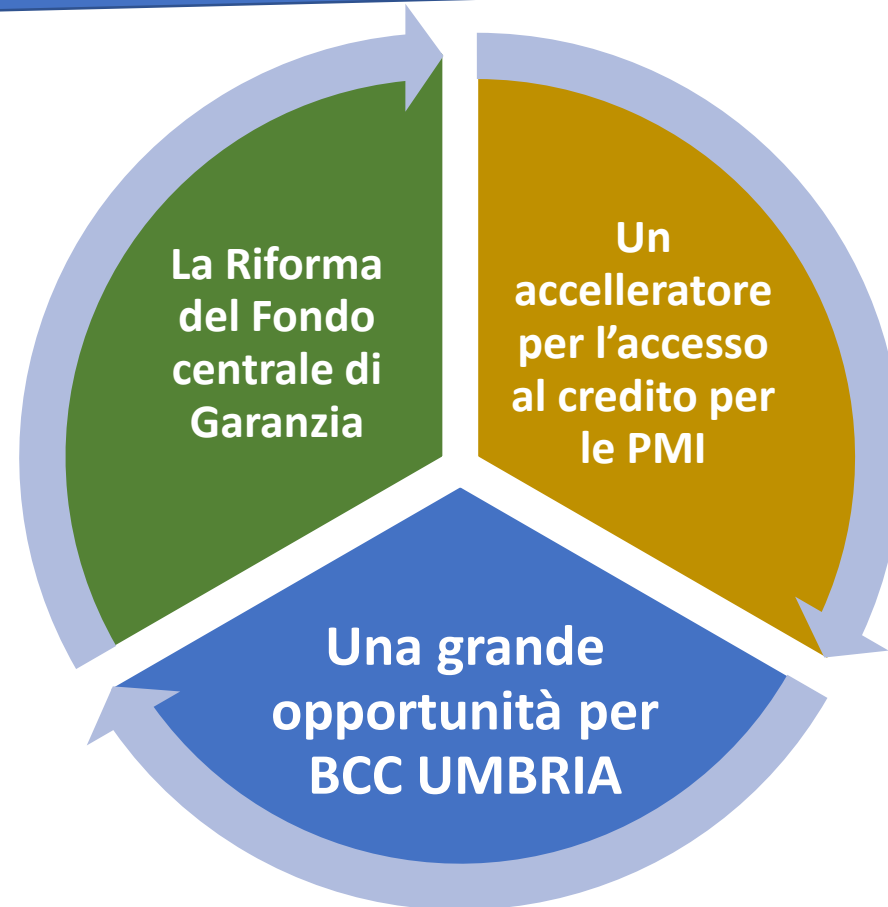 La Riforma
del Fondo
centrale di
Garanzia
Un
accelleratore
per l’accesso
al credito per
le PMI
Una grande
opportunità per
BCC UMBRIA